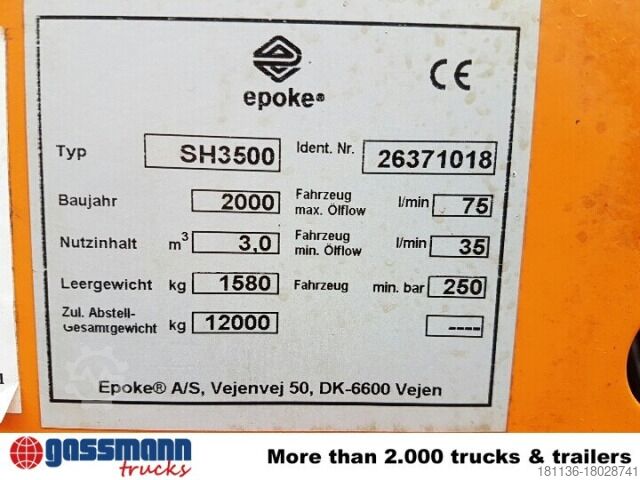 epoke®
CE
Typ SH3500 Ident. Nr. 26371018
Baujahr 2000 Fahrzeug max. Ölflow l/min 75
Nutzinhalt m³ 3,0 Fahrzeug min. Ölflow l/min 35
Leergewicht kg 1580 Fahrzeug min. bar 250
Zul. Abstell-
Gesamtgewicht kg 12000 ----
Epoke® A/S, Vejenvej 50, DK-6600 Vejen
gassmann
trucks
More than 2.000 trucks & trailers
181136-18028741